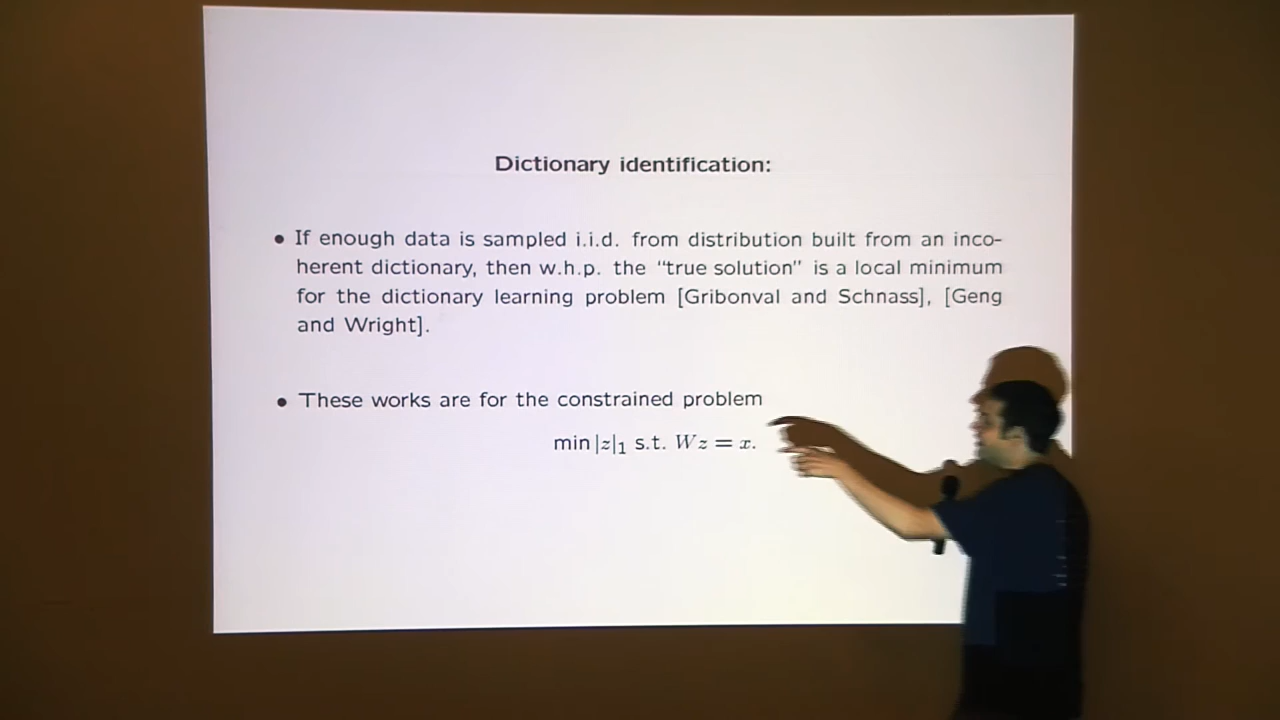 Dictionary identification:
• If enough data is sampled i.i.d. from distribution built from an inco-
herent dictionary, then w.h.p. the “true solution” is a local minimum
for the dictionary learning problem [Gribonval and Schnass], [Geng
and Wright].
• These works are for the constrained problem
min |z|₁ s.t. Wz = x.